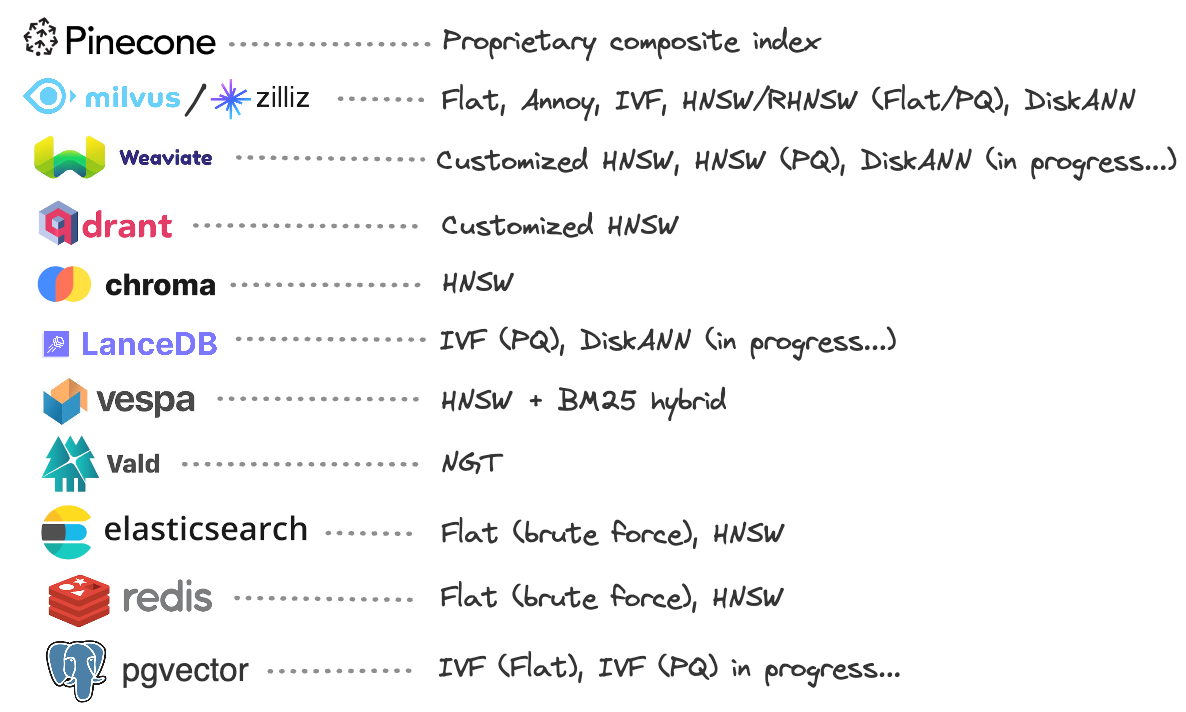 Pinecone Proprietary composite index
milvus / zilliz Flat, Annoy, IVF, HNSW/RHNSW (Flat/PQ), DiskANN
Weaviate Customized HNSW, HNSW (PQ), DiskANN (in progress...)
qdrant Customized HNSW
chroma HNSW
LanceDB IVF (PQ), DiskANN (in progress...)
vespa HNSW + BM25 hybrid
Vald NGT
elasticsearch Flat (brute force), HNSW
redis Flat (brute force), HNSW
pgvector IVF (Flat), IVF (PQ) in progress...